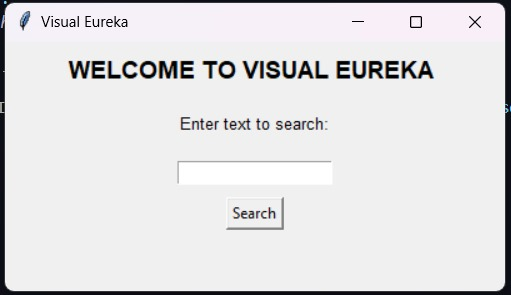 Visual Eureka
WELCOME TO VISUAL EUREKA
Enter text to search:
Search